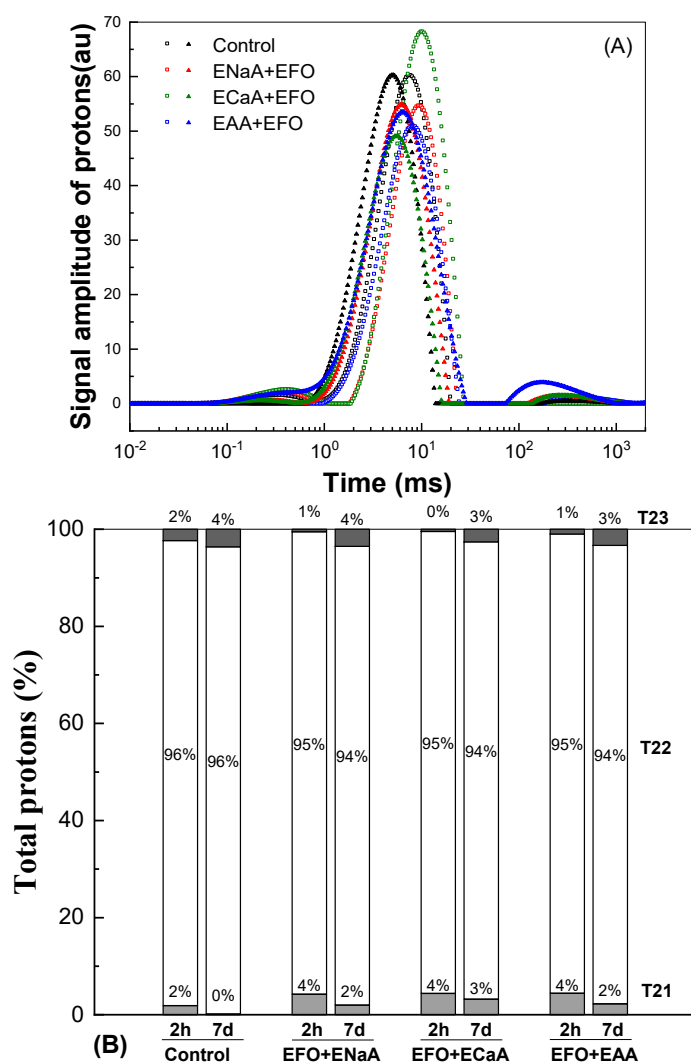 Signal amplitude of protons(au)
70
60
50
40
30
20
10
0
Control
ENaA+EFO
ECaA+EFO
EAA+EFO
(A)
10-2 10-1 100 101 102 103
Time (ms)
Total protons (%)
100
80
60
40
20
0
2% 4% 1% 4% 0% 3% 1% 3% T23
96% 96% 95% 94% 95% 94% 95% 94% T22
2% 0% 4% 2% 4% 3% 4% 2% T21
(B) 2h 7d 2h 7d 2h 7d 2h 7d
Control EFO+ENaA EFO+ECaA EFO+EAA